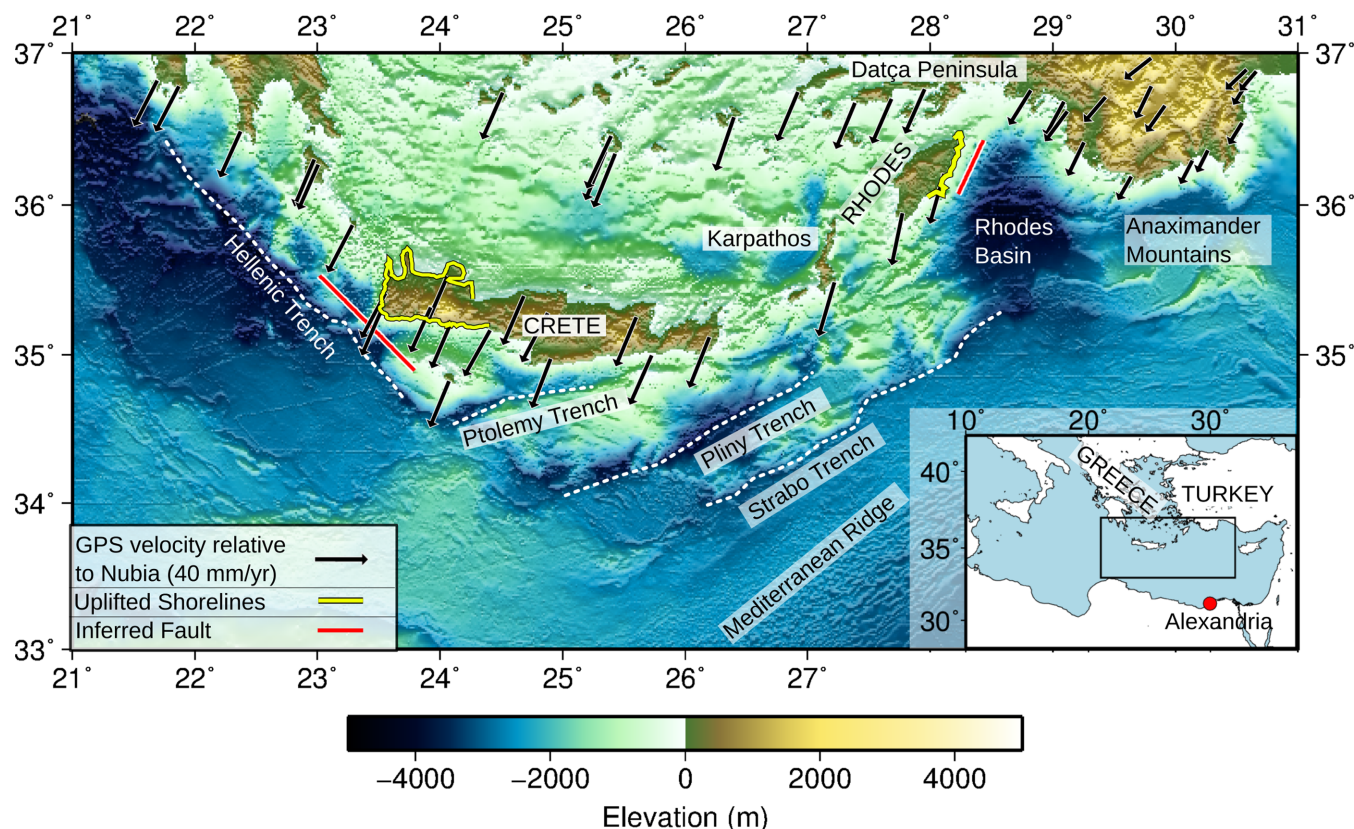 21° 22° 23° 24° 25° 26° 27° 28° 29° 30° 31°
37° 37°
Datça Peninsula
RHODES
36° 36°
Karpathos
Rhodes
Basin
Anaximander
Mountains
Hellenic Trench
CRETE
35° 35°
Ptolemy Trench
Pliny Trench
Strabo Trench
Mediterranean Ridge
34°
10° 20° 30°
40°
GREECE
TURKEY
35°
30°
Alexandria
GPS velocity relative
to Nubia (40 mm/yr)
Uplifted Shorelines
Inferred Fault
33°
21° 22° 23° 24° 25° 26° 27°
−4000 −2000 0 2000 4000
Elevation (m)